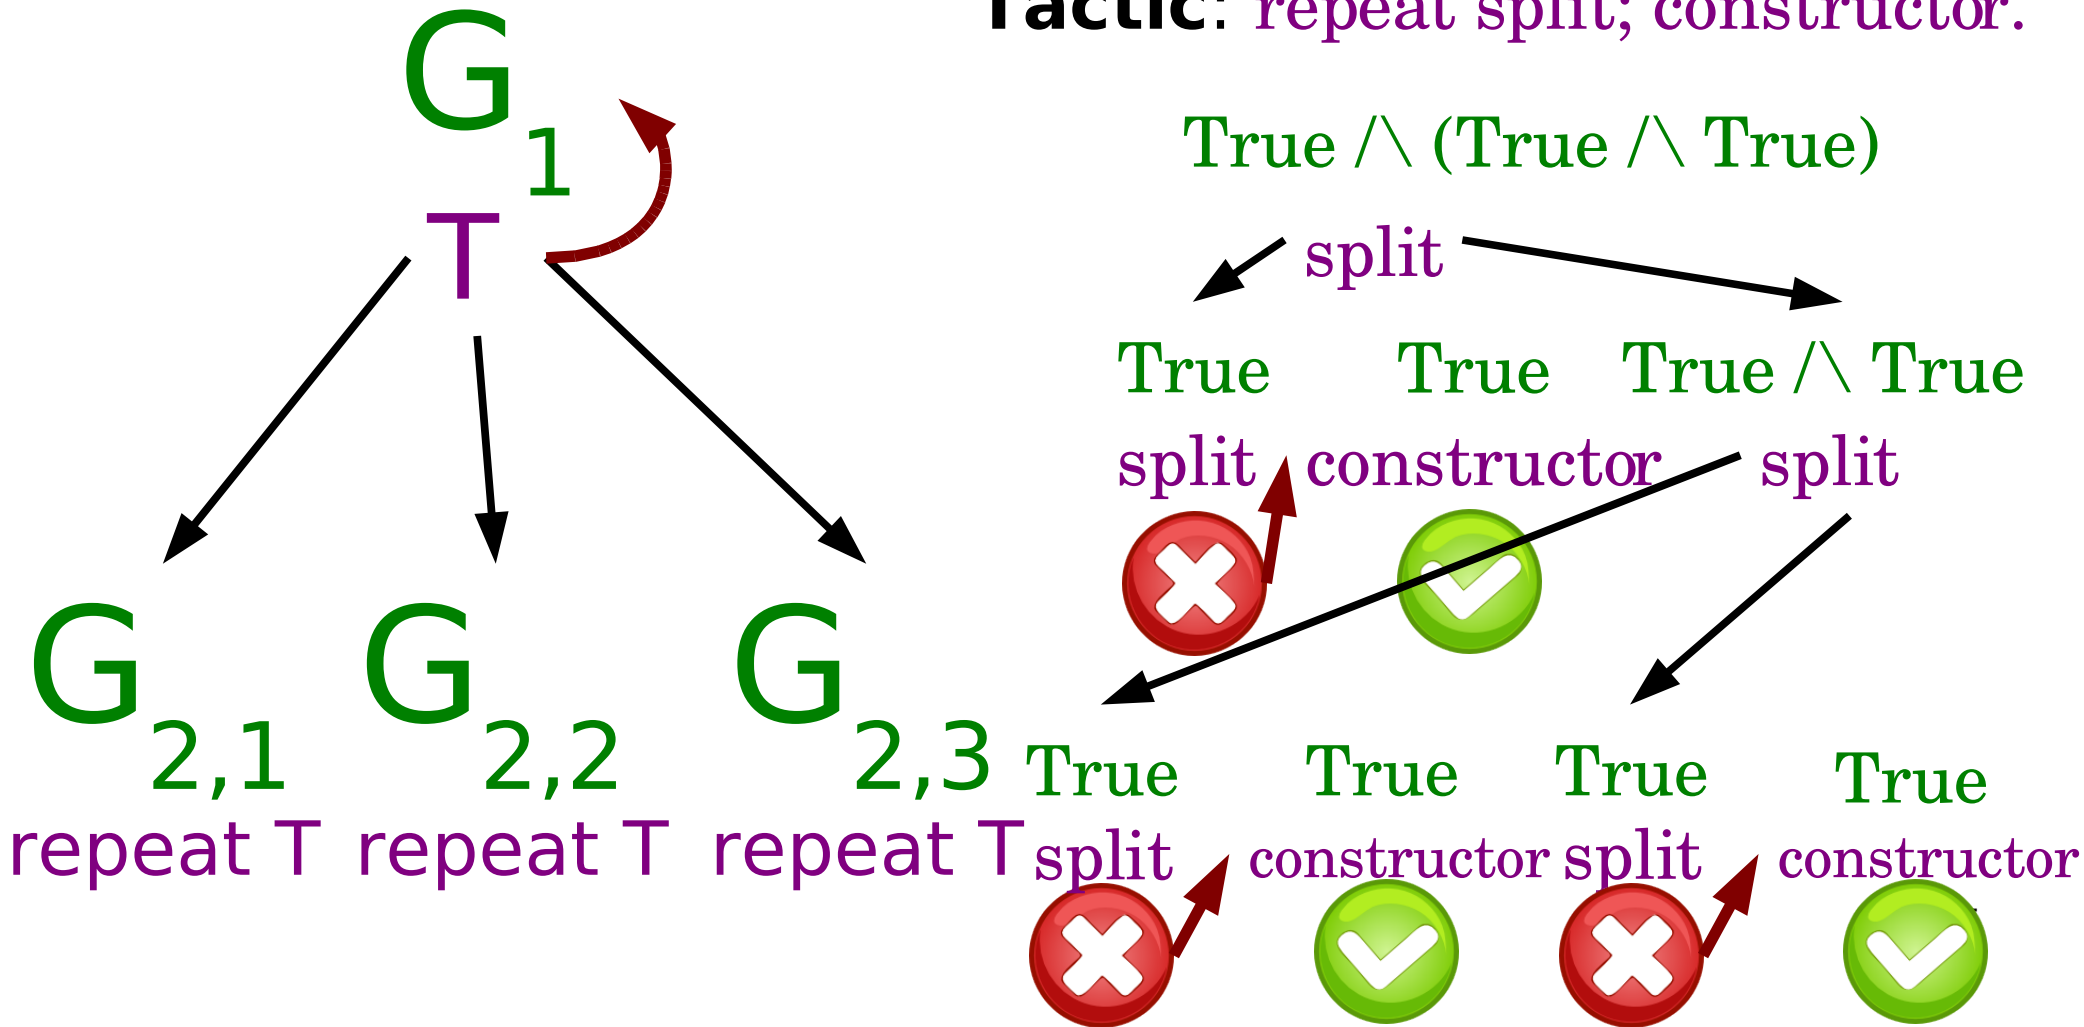 G1
T
G2,1 G2,2 G2,3
repeat T repeat T repeat T
Tactic: repeat split; constructor.
True /\ (True /\ True)
split
True True True /\ True
split constructor split
True True True True
split constructor split constructor